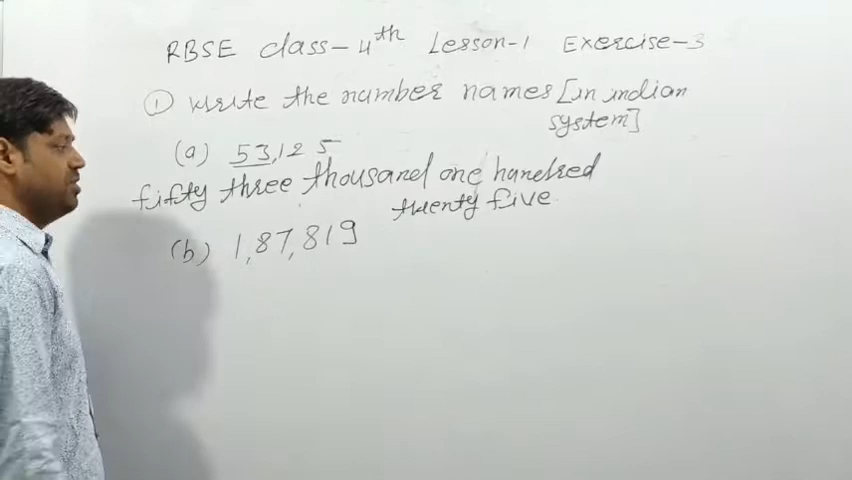 RBSE class-4th Lesson-1 Exercise-3
① Write the number names [in indian
system]
(a) 53,125
fifty three thousand one hundred
twenty five
(b) 1,87,819